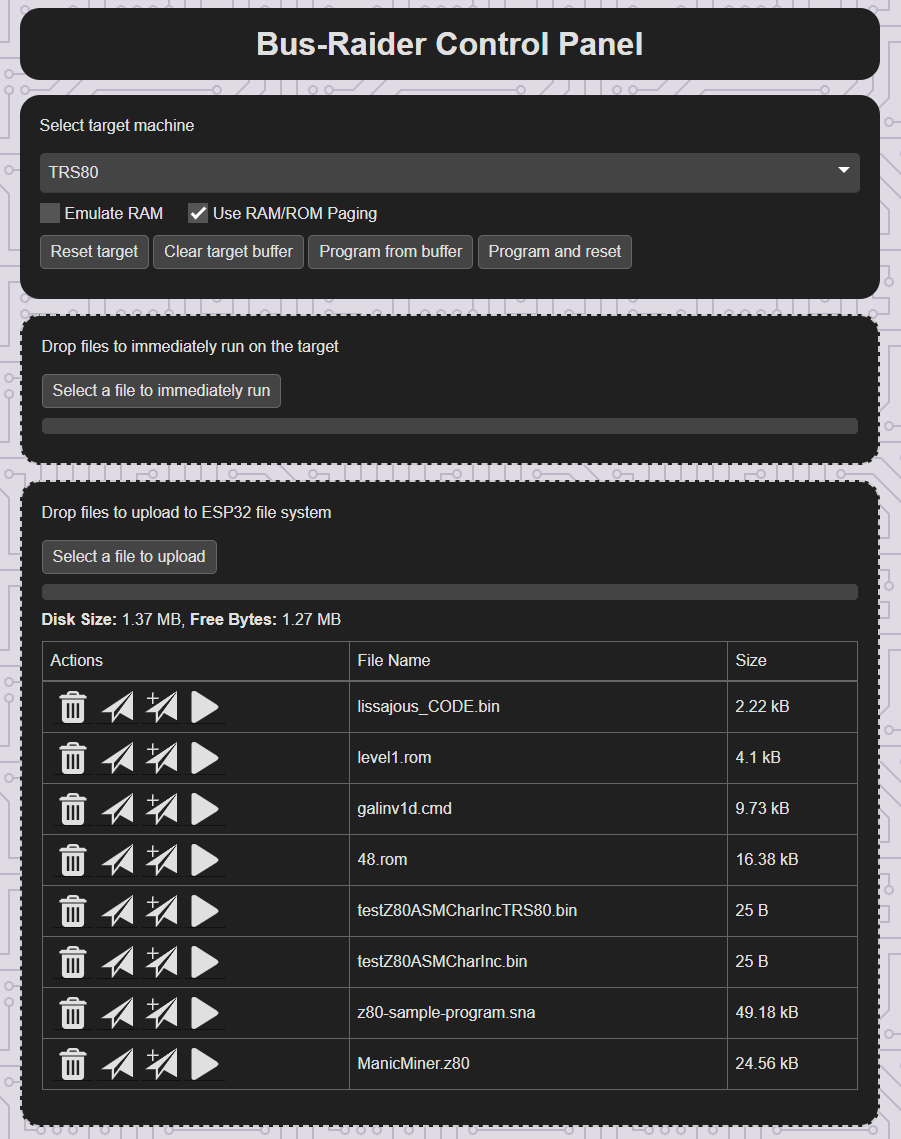 Bus-Raider Control Panel
Select target machine
TRS80
Emulate RAM Use RAM/ROM Paging
Reset target Clear target buffer Program from buffer Program and reset
Drop files to immediately run on the target
Select a file to immediately run
Drop files to upload to ESP32 file system
Select a file to upload
Disk Size: 1.37 MB, Free Bytes: 1.27 MB
Actions File Name Size
lissajous_CODE.bin 2.22 kB
level1.rom 4.1 kB
galinv1d.cmd 9.73 kB
48.rom 16.38 kB
testZ80ASMCharIncTRS80.bin 25 B
testZ80ASMCharInc.bin 25 B
z80-sample-program.sna 49.18 kB
ManicMiner.z80 24.56 kB